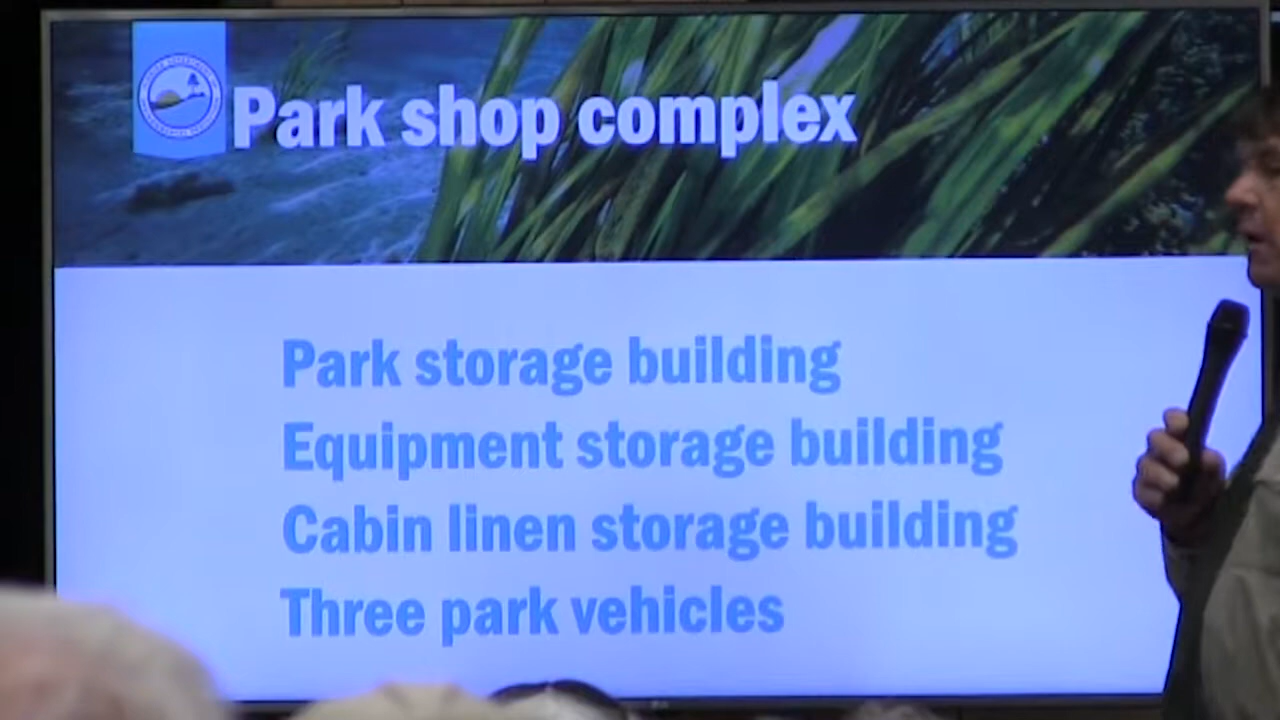 Park shop complex
Park storage building
Equipment storage building
Cabin linen storage building
Three park vehicles